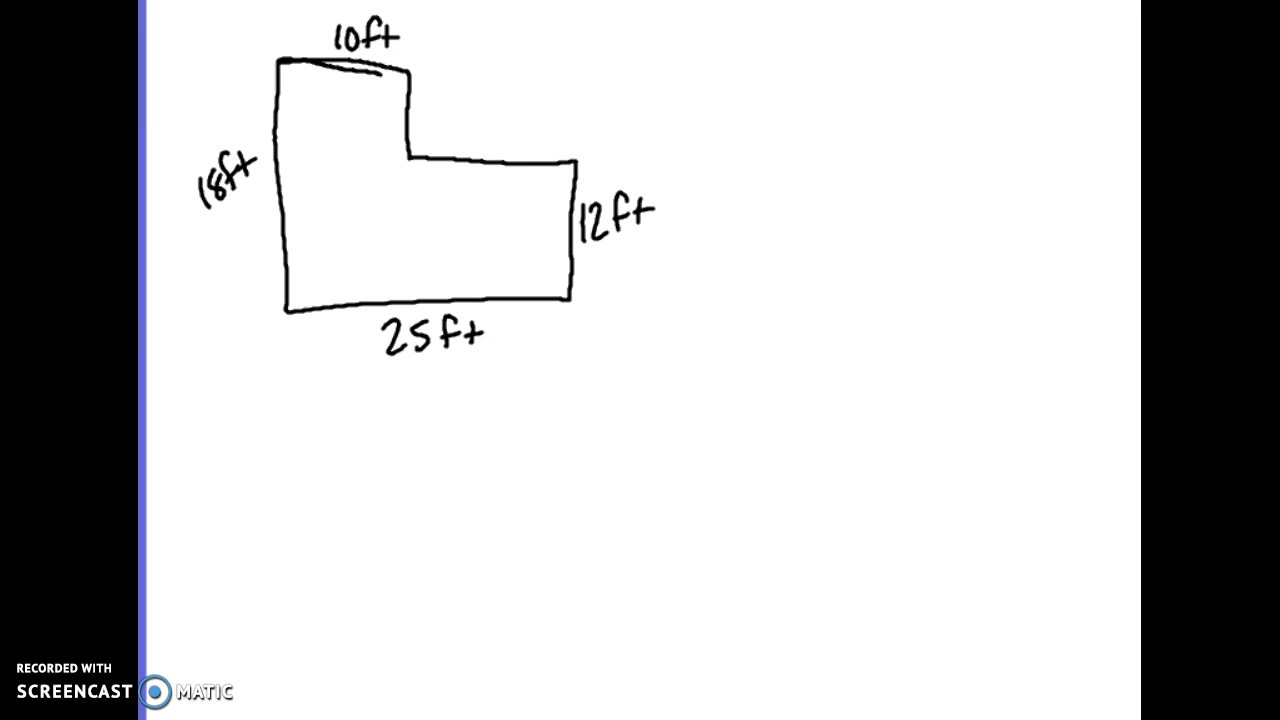 10ft
18ft
12ft
25ft
RECORDED WITH
SCREENCAST MATIC